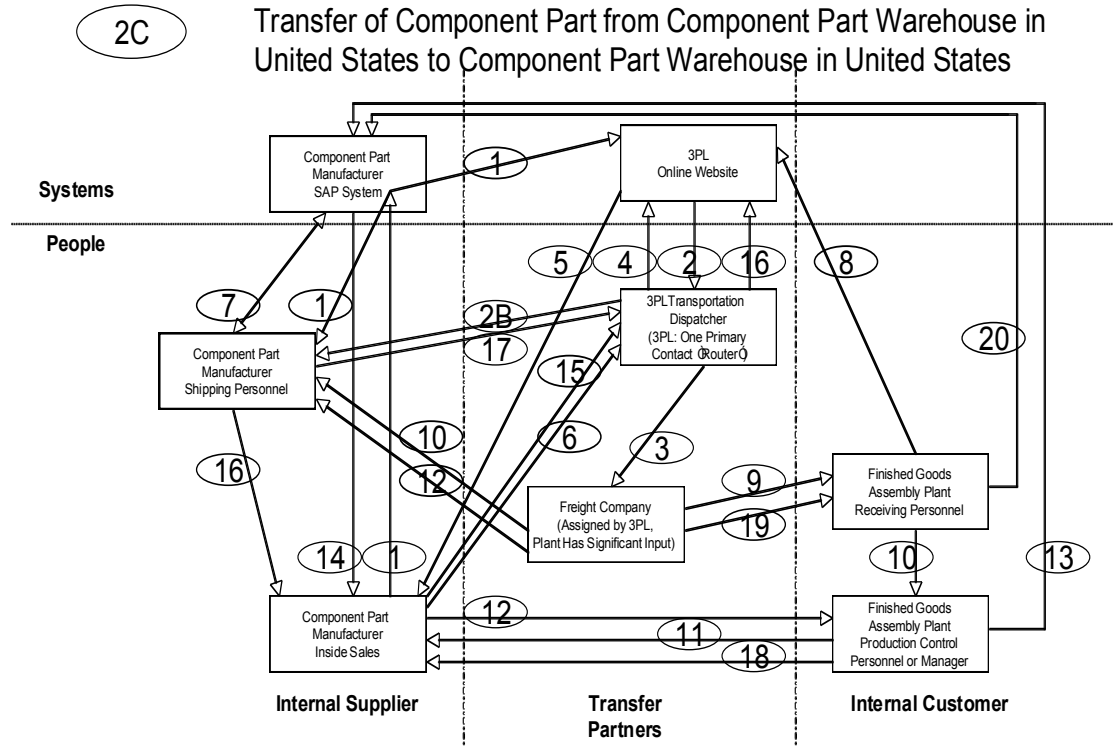 2C
Transfer of Component Part from Component Part Warehouse in
United States to Component Part Warehouse in United States
Systems
People
Component Part
Manufacturer
SAP System
1
3PL
Online Website
7
1
5
4
2
16
8
2B
17
3PLTransportation
Dispatcher
(3PL: One Primary
Contact (Router))
20
Component Part
Manufacturer
Shipping Personnel
15
10
6
3
16
12
9
19
Freight Company
(Assigned by 3PL,
Plant Has Significant Input)
Finished Goods
Assembly Plant
Receiving Personnel
14
1
10
13
Component Part
Manufacturer
Inside Sales
12
11
18
Finished Goods
Assembly Plant
Production Control
Personnel or Manager
Internal Supplier
Transfer
Partners
Internal Customer